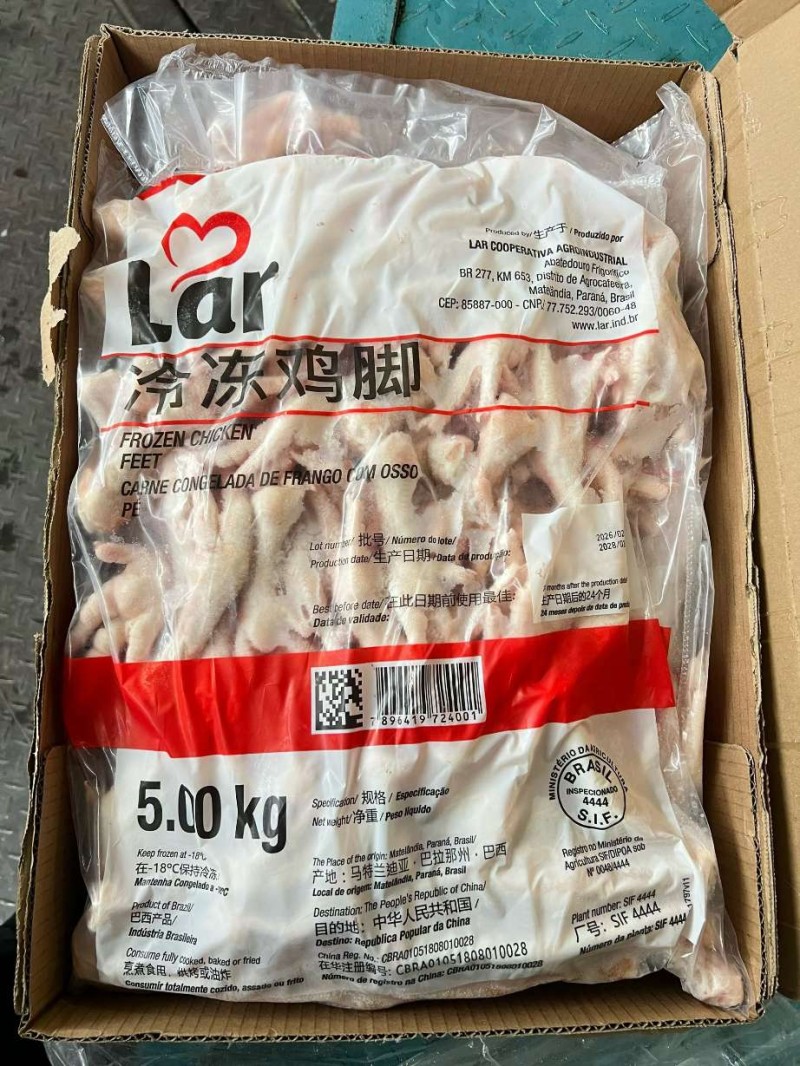 Lar
Produced by/ 生产于 / Produzido por
LAR COOPERATIVA AGROINDUSTRIAL
Abatedouro Frigorífico
BR 277, KM 653, Distrito de Agrocafeeira,
Matelândia, Paraná, Brasil
CEP: 85887-000 - CNPJ 77.752.293/0060-48
www.lar.ind.br
冷冻鸡脚
FROZEN CHICKEN
FEET
CARNE CONGELADA DE FRANGO COM OSSO
PÉ
Lot number/ 批号/ Número do lote/
Production date/ 生产日期/ Data de produção:
Best before date/ 在此日期前使用最佳:
Data de validade:
2026/02
2028/0
months after the production date
生产日期后的24个月
24 meses depois da data de
7 896419 724001
5.00 kg
Specification/ 规格 / Especificação
Net weight/ 净重 / Peso líquido
MINISTÉRIO DA AGRICULTURA
BRASIL
INSPECIONADO
4444
S.I.F.
Registro no Ministério da
Agricultura SIF/DIPOA sob
Nº 0048/4444
Keep frozen at -18ºC
在-18ºC保持冷冻
Mantenha Congelado a -18ºC
Product of Brazil/
巴西产品/
Indústria Brasileira
Consume fully cooked, baked or fried
烹煮食用, 烘烤或油炸
Consumir totalmente cozido, assado ou frito
The Place of the origin: Matelândia, Paraná, Brasil/
产地: 马特兰迪亚 · 巴拉那州 · 巴西
Local de origem: Matelândia, Paraná, Brasil
Destination: The People's Republic of China/
目的地: 中华人民共和国 /
Destino: República Popular da China
China Reg. No.: CBRA01051808010028
在华注册编号: CBRA01051808010028
Número de registro na China: CBRA01051808010028
Plant number: SIF 4444
厂号: SIF 4444
Número da planta: SIF 4444